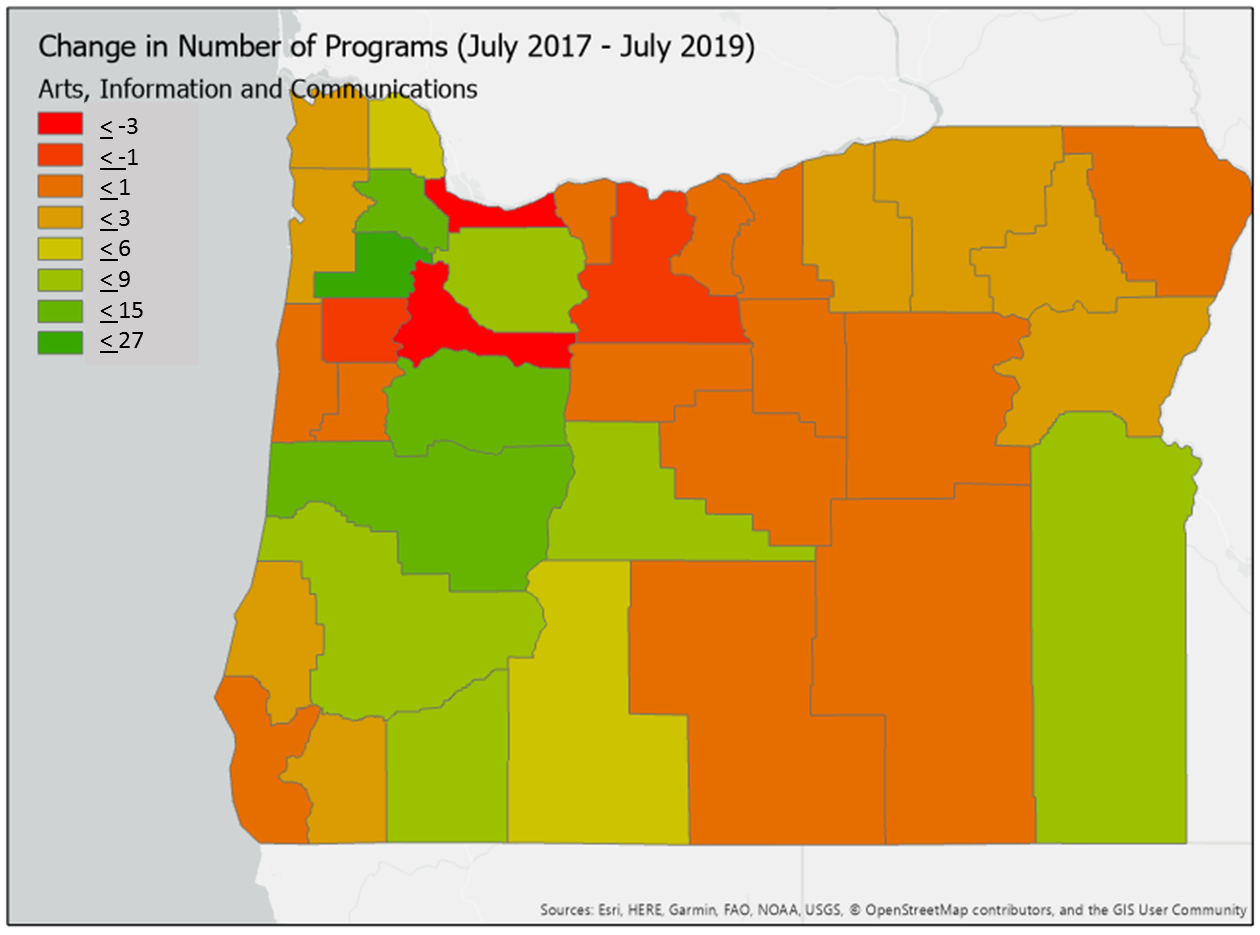 Change in Number of Programs (July 2017 - July 2019)
Arts, Information and Communications
≤ -3
≤ -1
≤ 1
≤ 3
≤ 6
≤ 9
≤ 15
≤ 27
Sources: Esri, HERE, Garmin, FAO, NOAA, USGS, © OpenStreetMap contributors, and the GIS User Community